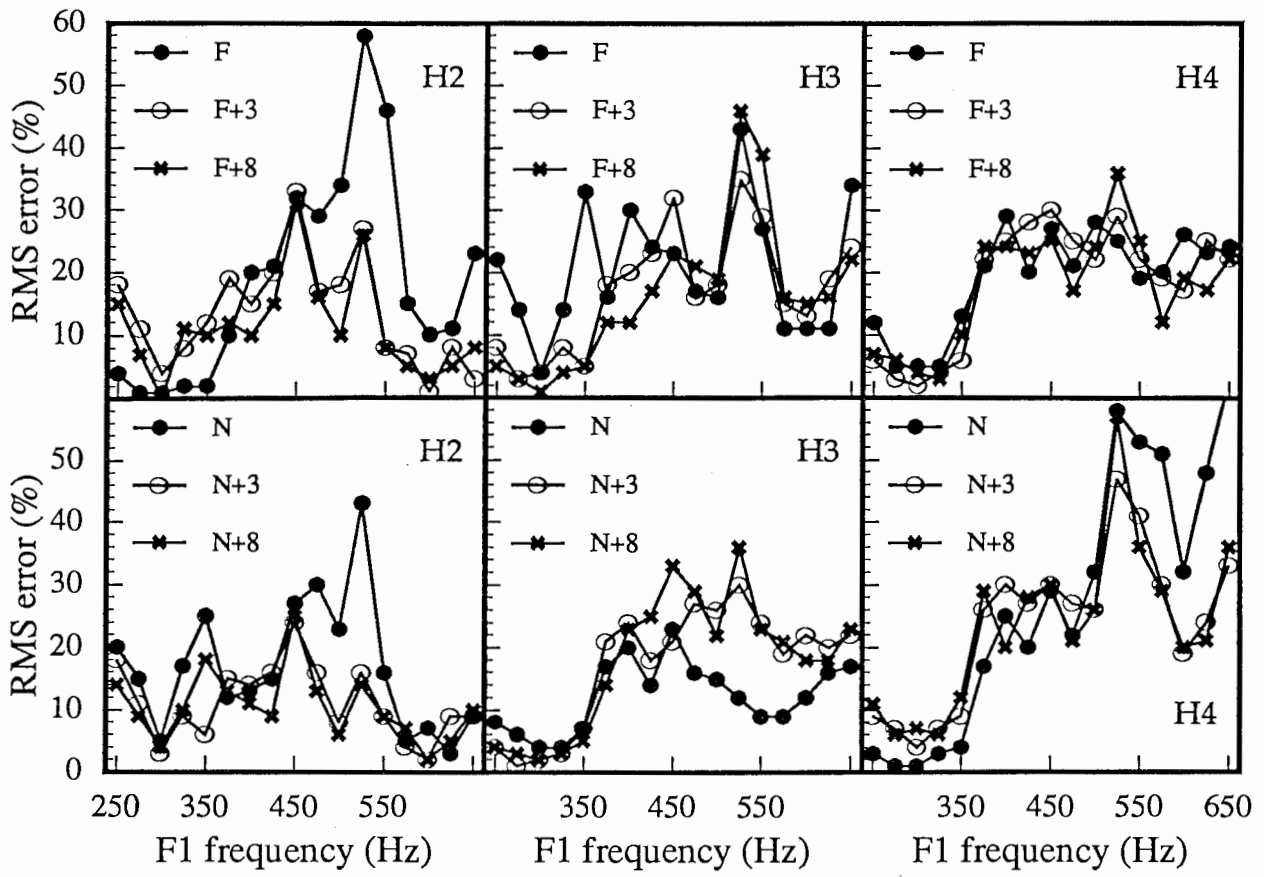 60
50
40
30
20
10
RMS error (%)
F
F+3
F+8
H2
F
F+3
F+8
H3
F
F+3
F+8
H4
50
40
30
20
10
0
RMS error (%)
N
N+3
N+8
H2
N
N+3
N+8
H3
N
N+3
N+8
H4
250 350 450 550
350 450 550
350 450 550 650
F1 frequency (Hz)
F1 frequency (Hz)
F1 frequency (Hz)